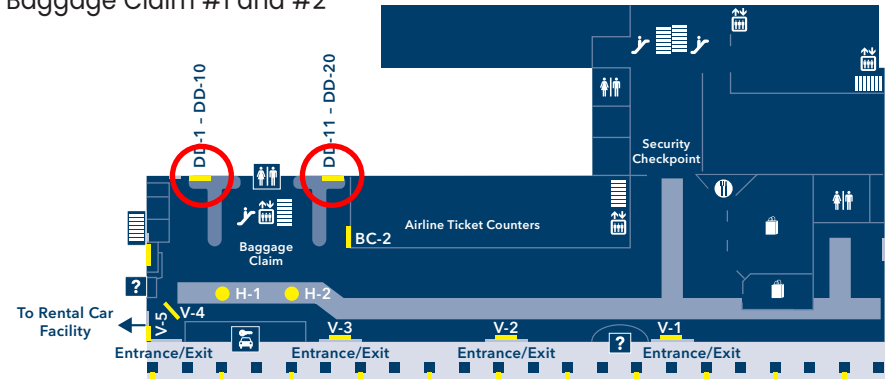 Baggage Claim #1 and #2
DD-1 - DD-10
DD-11 - DD-20
Security
Checkpoint
Airline Ticket Counters
BC-2
Baggage
Claim
H-1
H-2
?
To Rental Car
Facility
V-5
V-4
V-3
V-2
?
V-1
Entrance/Exit
Entrance/Exit
Entrance/Exit
Entrance/Exit